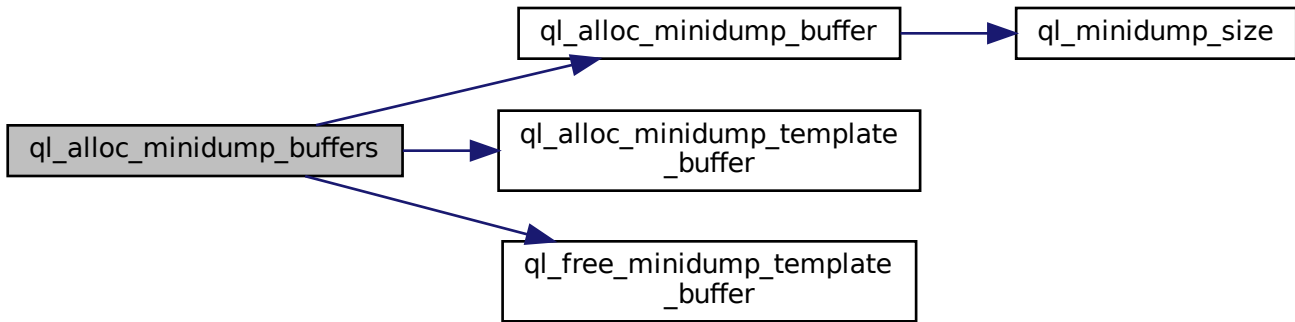 ql_alloc_minidump_buffer
ql_minidump_size
ql_alloc_minidump_buffers
ql_alloc_minidump_template
_buffer
ql_free_minidump_template
_buffer